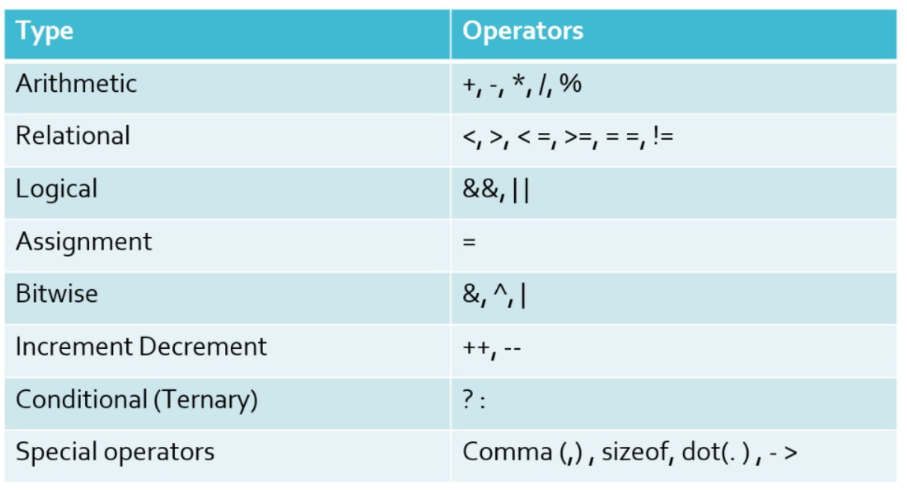 Type Operators
Arithmetic +, -, *, /, %
Relational <, >, < =, >=, = =, !=
Logical &&, ||
Assignment =
Bitwise &, ^, |
Increment Decrement ++, --
Conditional (Ternary) ? :
Special operators Comma (,) , sizeof, dot(. ) , - >